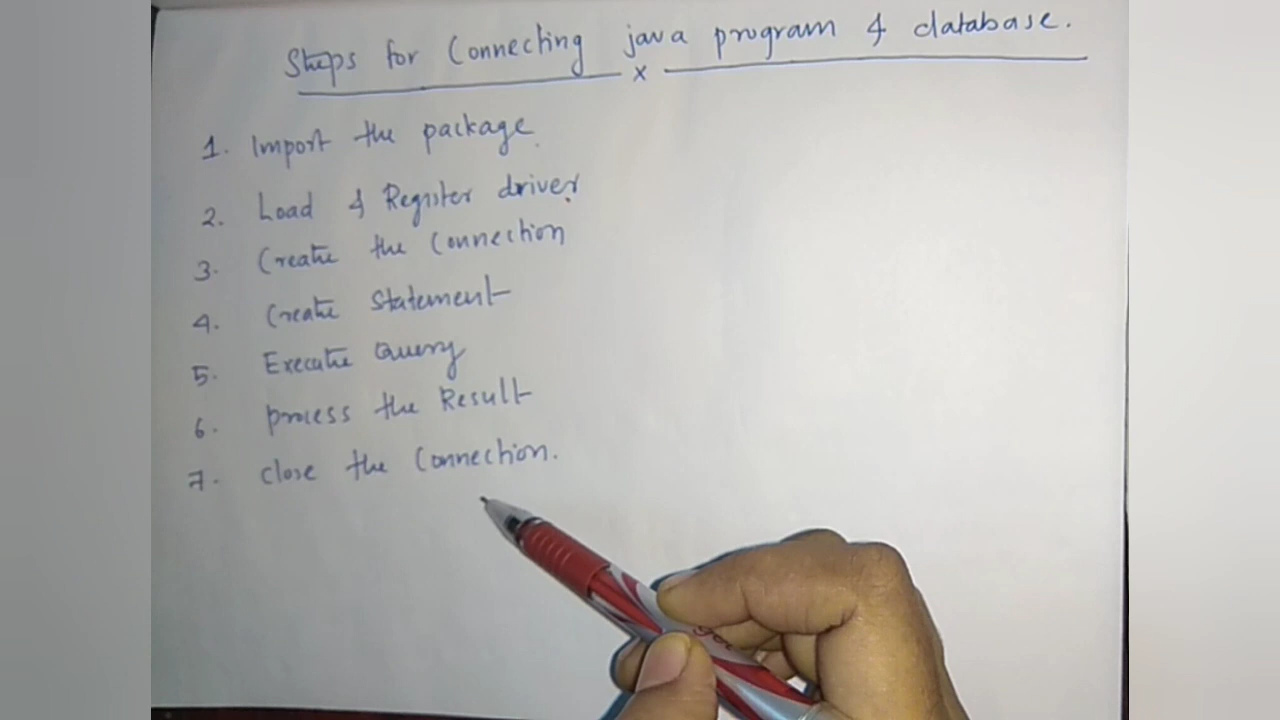 Steps for Connecting java program & database.
x
1. Import the package.
2. Load & Register driver
3. Create the Connection
4. Create Statement
5. Execute Query
6. process the Result
7. close the Connection.